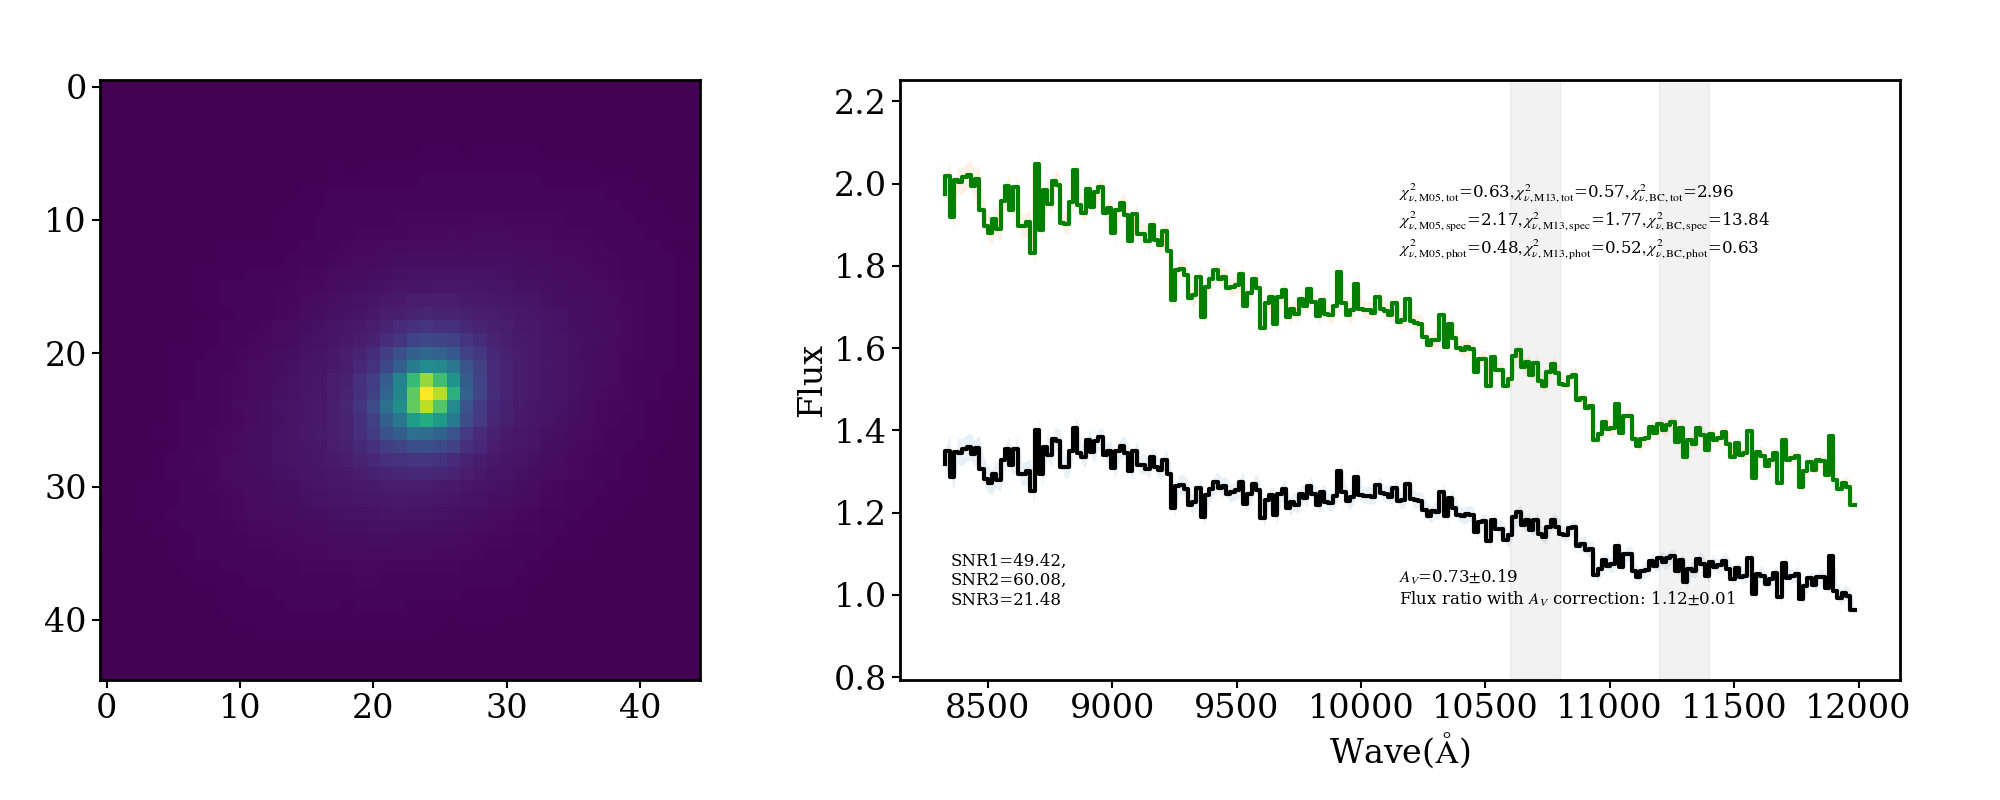 0
10
20
30
40
0
10
20
30
40
Flux
2.2
2.0
1.8
1.6
1.4
1.2
1.0
0.8
χ²ν,M05,tot=0.63,χ²ν,M13,tot=0.57,χ²ν,BC,tot=2.96
χ²ν,M05,spec=2.17,χ²ν,M13,spec=1.77,χ²ν,BC,spec=13.84
χ²ν,M05,phot=0.48,χ²ν,M13,phot=0.52,χ²ν,BC,phot=0.63
SNR1=49.42,
SNR2=60.08,
SNR3=21.48
AV=0.73±0.19
Flux ratio with AV correction: 1.12±0.01
8500
9000
9500
10000
10500
11000
11500
12000
Wave(Å)